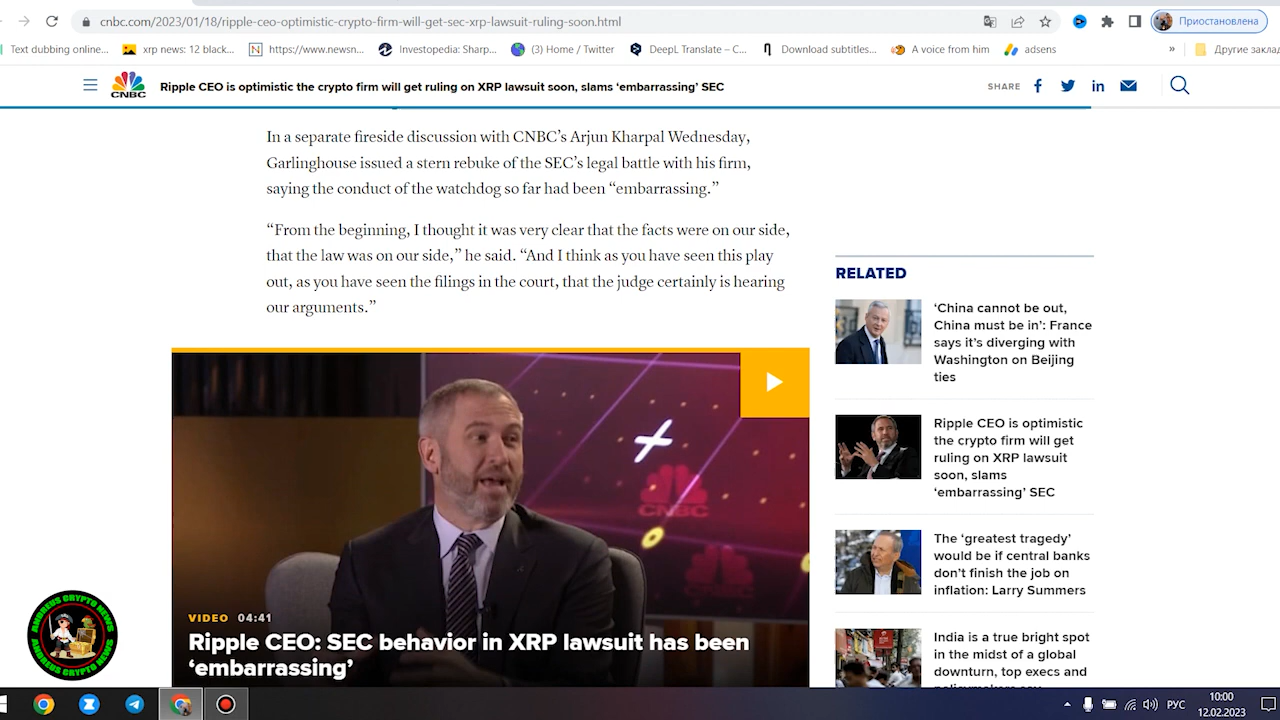 cnbc.com/2023/01/18/ripple-ceo-optimistic-crypto-firm-will-get-sec-xrp-lawsuit-ruling-soon.html
Приостановлена
Text dubbing online...
xrp news: 12 black...
https://www.newsn...
Investopedia: Sharp...
(3) Home / Twitter
DeepL Translate – C...
Download subtitles...
A voice from him
adsens
»
Другие закла
CNBC
Ripple CEO is optimistic the crypto firm will get ruling on XRP lawsuit soon, slams ‘embarrassing’ SEC
SHARE
In a separate fireside discussion with CNBC’s Arjun Kharpal Wednesday,
Garlinghouse issued a stern rebuke of the SEC’s legal battle with his firm,
saying the conduct of the watchdog so far had been “embarrassing.”
“From the beginning, I thought it was very clear that the facts were on our side,
that the law was on our side,” he said. “And I think as you have seen this play
out, as you have seen the filings in the court, that the judge certainly is hearing
our arguments.”
CNBC
VIDEO 04:41
Ripple CEO: SEC behavior in XRP lawsuit has been
‘embarrassing’
RELATED
‘China cannot be out,
China must be in’: France
says it’s diverging with
Washington on Beijing
ties
Ripple CEO is optimistic
the crypto firm will get
ruling on XRP lawsuit
soon, slams
‘embarrassing’ SEC
The ‘greatest tragedy’
would be if central banks
don’t finish the job on
inflation: Larry Summers
India is a true bright spot
in the midst of a global
downturn, top execs and
ANDREUS CRYPTO NEWS
ANDREUS CRYPTO NEWS
РУС
10:00
12.02.2023